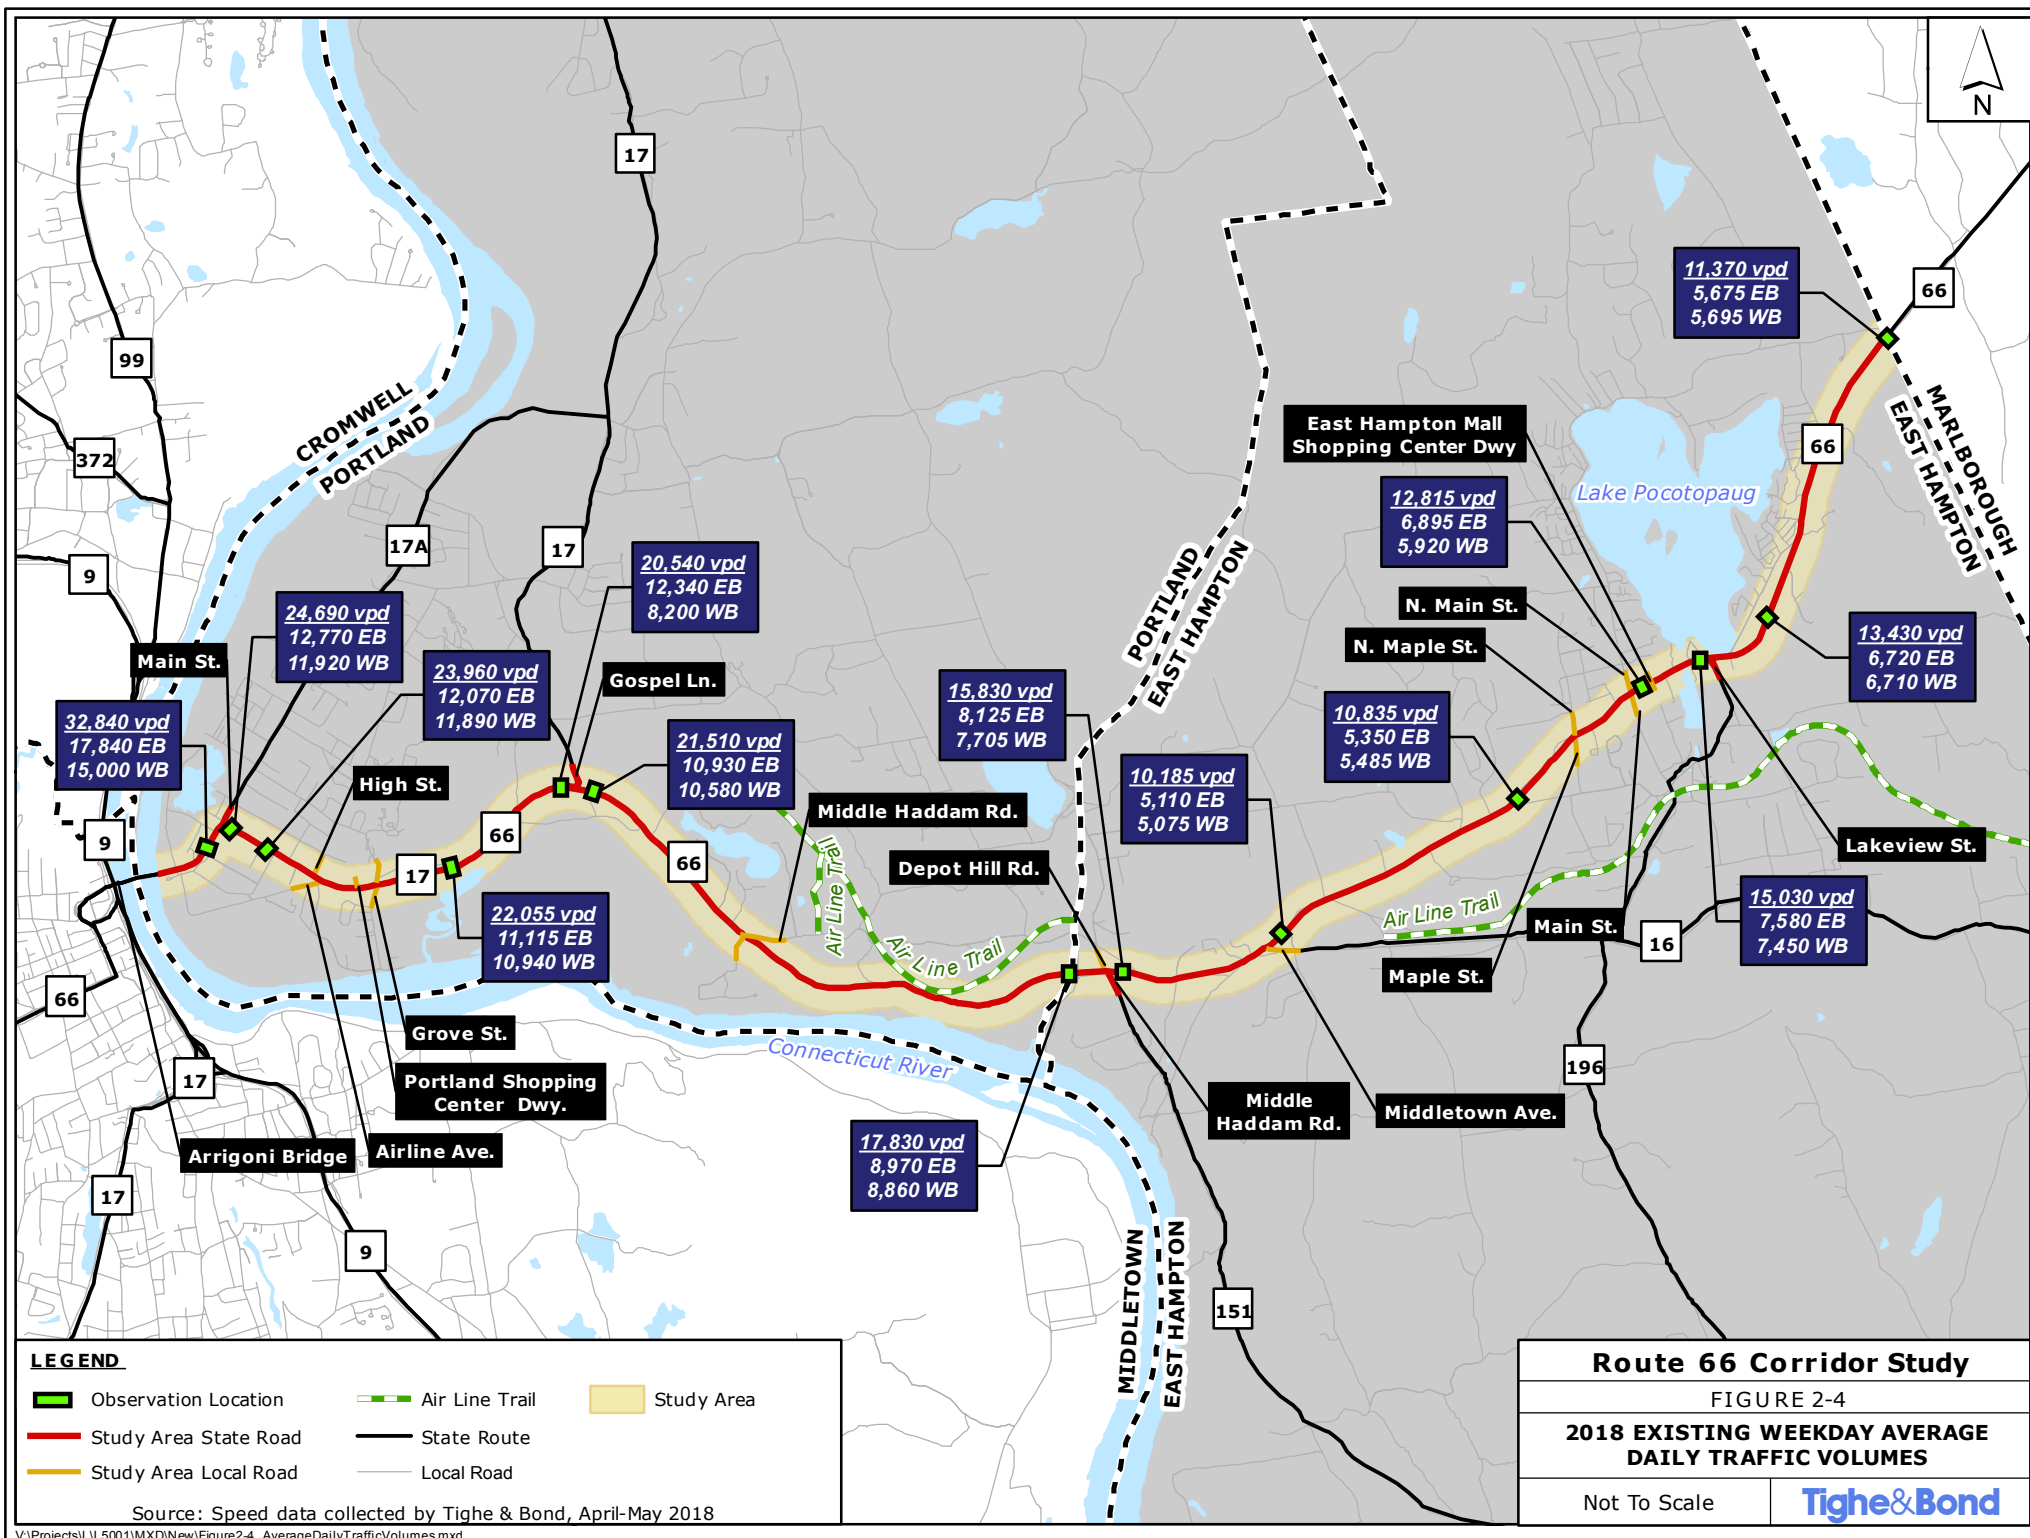 N
17
11,370 vpd
5,675 EB
5,695 WB
66
99
CROMWELL
PORTLAND
MARLBOROUGH
EAST HAMPTON
East Hampton Mall
Shopping Center Dwy
66
372
12,815 vpd
6,895 EB
5,920 WB
Lake Pocotopaug
17A
17
9
20,540 vpd
12,340 EB
8,200 WB
PORTLAND
EAST HAMPTON
24,690 vpd
12,770 EB
11,920 WB
N. Main St.
N. Maple St.
13,430 vpd
6,720 EB
6,710 WB
Main St.
23,960 vpd
12,070 EB
11,890 WB
Gospel Ln.
15,830 vpd
8,125 EB
7,705 WB
32,840 vpd
17,840 EB
15,000 WB
21,510 vpd
10,930 EB
10,580 WB
10,835 vpd
5,350 EB
5,485 WB
10,185 vpd
5,110 EB
5,075 WB
High St.
Middle Haddam Rd.
66
9
66
17
Depot Hill Rd.
Lakeview St.
Air Line Trail
Air Line Trail
Air Line Trail
22,055 vpd
11,115 EB
10,940 WB
Main St.
16
15,030 vpd
7,580 EB
7,450 WB
Maple St.
66
Grove St.
Connecticut River
17
Portland Shopping
Center Dwy.
196
Middle
Haddam Rd.
Middletown Ave.
Arrigoni Bridge
Airline Ave.
17,830 vpd
8,970 EB
8,860 WB
17
9
MIDDLETOWN
EAST HAMPTON
151
LEGEND
Observation Location
Air Line Trail
Study Area
Study Area State Road
State Route
Study Area Local Road
Local Road
Source: Speed data collected by Tighe & Bond, April-May 2018
Route 66 Corridor Study
FIGURE 2-4
2018 EXISTING WEEKDAY AVERAGE
DAILY TRAFFIC VOLUMES
Not To Scale
Tighe&Bond
V:\Projects\L\L5001\MXD\New\Figure2-4_AverageDailyTrafficVolumes.mxd